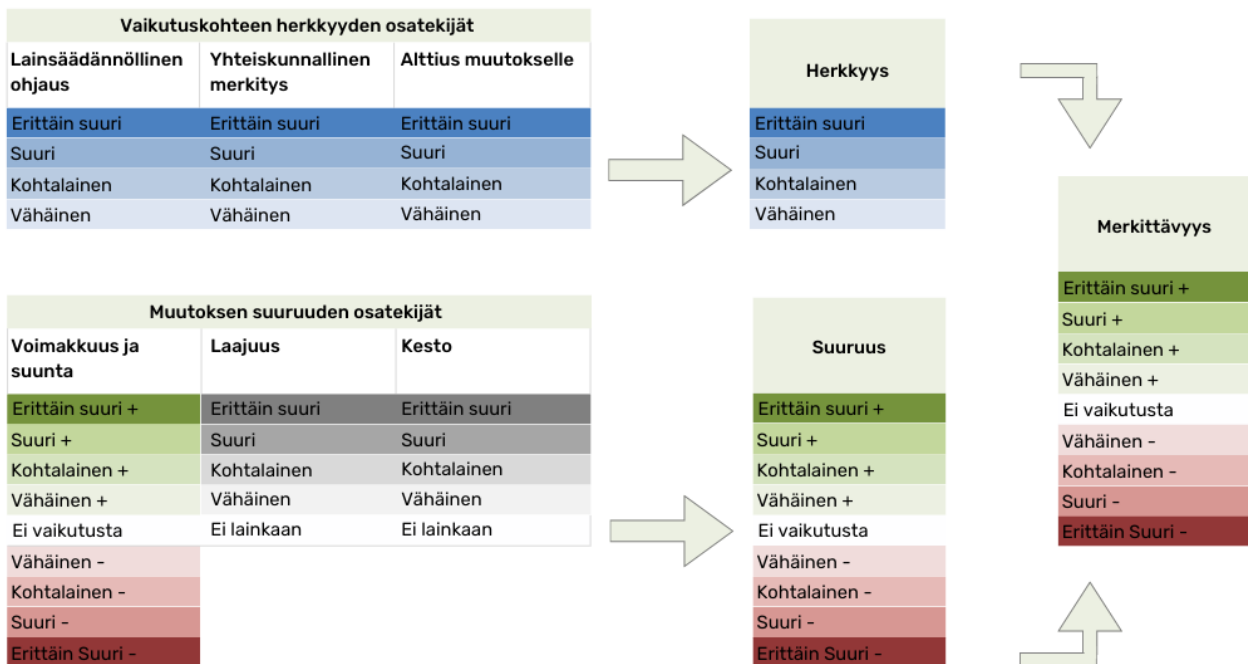 Vaikutuskohteen herkkyyden osatekijät
Lainsäädännöllinen ohjaus
Yhteiskunnallinen merkitys
Alttius muutokselle
Erittäin suuri Erittäin suuri Erittäin suuri
Suuri Suuri Suuri
Kohtalainen Kohtalainen Kohtalainen
Vähäinen Vähäinen Vähäinen
Herkkyys
Erittäin suuri
Suuri
Kohtalainen
Vähäinen
Muutoksen suuruuden osatekijät
Voimakkuus ja suunta
Laajuus
Kesto
Erittäin suuri + Erittäin suuri Erittäin suuri
Suuri + Suuri Suuri
Kohtalainen + Kohtalainen Kohtalainen
Vähäinen + Vähäinen Vähäinen
Ei vaikutusta Ei lainkaan Ei lainkaan
Vähäinen -
Kohtalainen -
Suuri -
Erittäin Suuri -
Suuruus
Erittäin suuri +
Suuri +
Kohtalainen +
Vähäinen +
Ei vaikutusta
Vähäinen -
Kohtalainen -
Suuri -
Erittäin Suuri -
Merkittävyys
Erittäin suuri +
Suuri +
Kohtalainen +
Vähäinen +
Ei vaikutusta
Vähäinen -
Kohtalainen -
Suuri -
Erittäin Suuri -